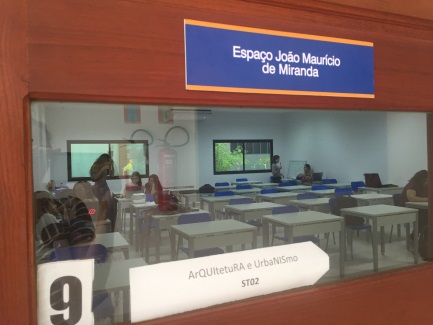 Espaço João Maurício
de Miranda
ArQUItetuRA e UrbaNISmo
ST02
9